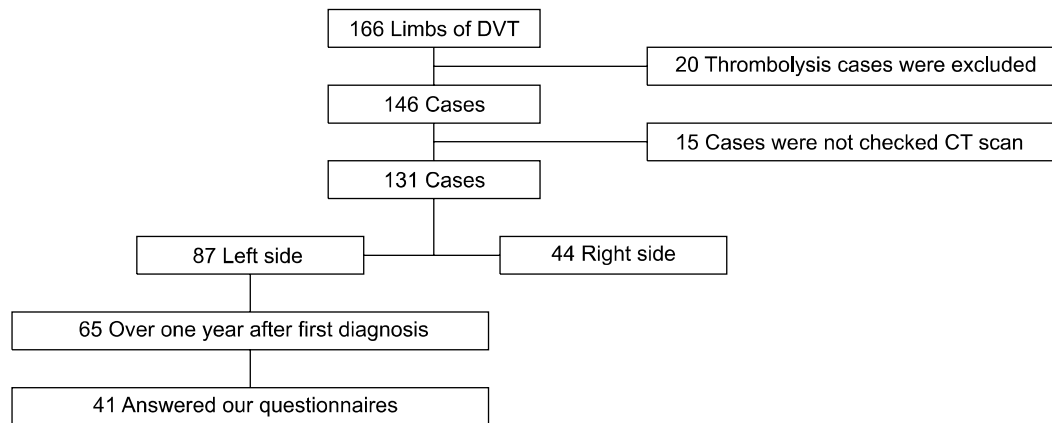 166 Limbs of DVT
20 Thrombolysis cases were excluded
146 Cases
15 Cases were not checked CT scan
131 Cases
87 Left side
44 Right side
65 Over one year after first diagnosis
41 Answered our questionnaires